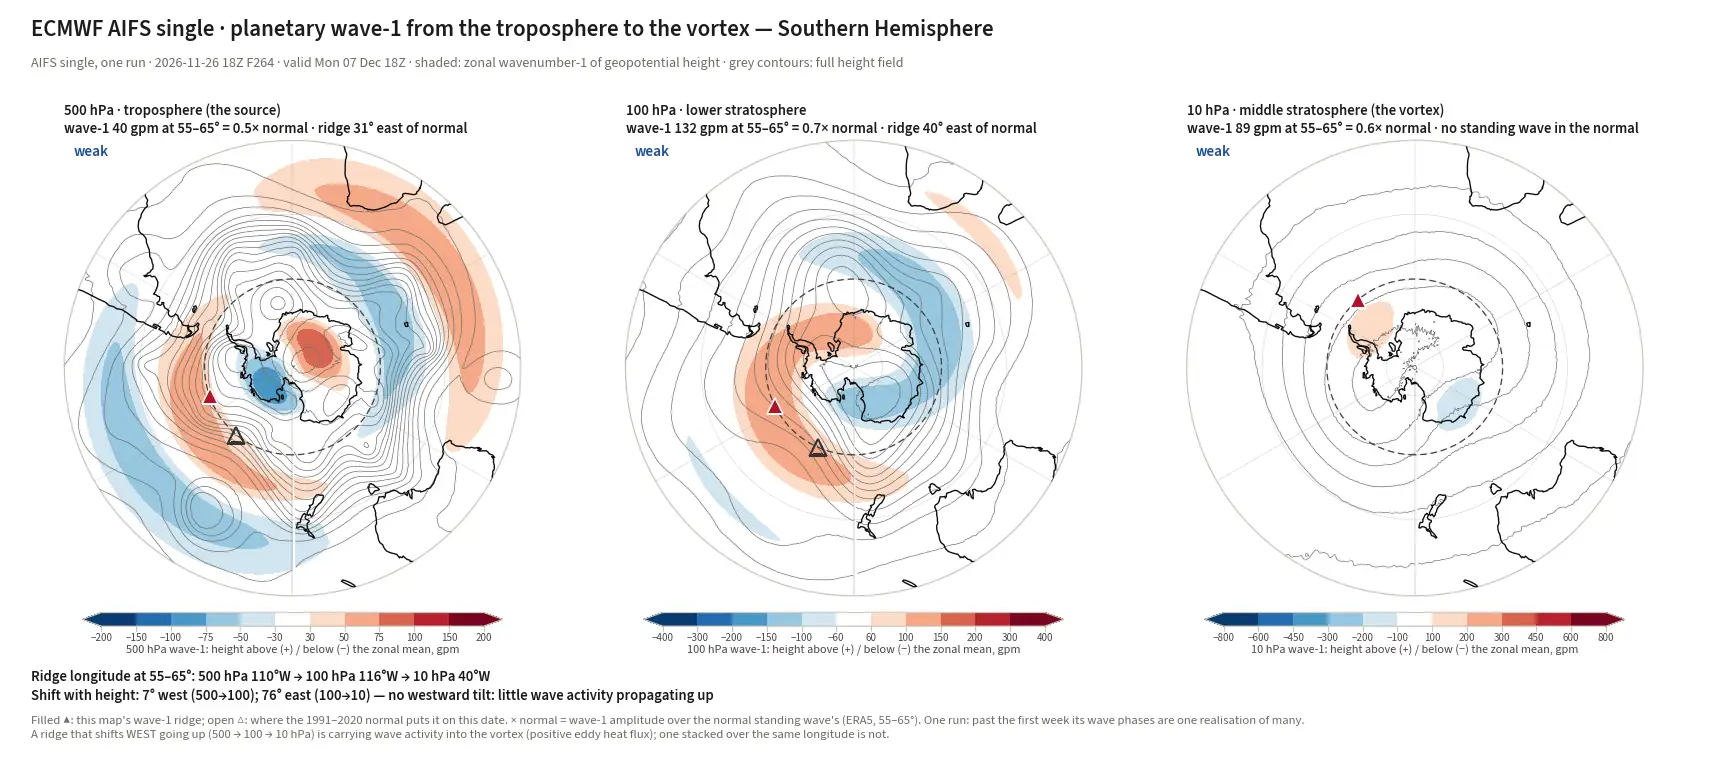 ECMWF AIFS single · planetary wave-1 from the troposphere to the vortex — Southern Hemisphere
AIFS single, one run · 2026-11-26 18Z F264 · valid Mon 07 Dec 18Z · shaded: zonal wavenumber-1 of geopotential height · grey contours: full height field
500 hPa · troposphere (the source)
wave-1 40 gpm at 55–65° = 0.5× normal · ridge 31° east of normal
weak
100 hPa · lower stratosphere
wave-1 132 gpm at 55–65° = 0.7× normal · ridge 40° east of normal
weak
10 hPa · middle stratosphere (the vortex)
wave-1 89 gpm at 55–65° = 0.6× normal · no standing wave in the normal
weak
−200 −150 −100 −75 −50 −30 30 50 75 100 150 200
500 hPa wave-1: height above (+) / below (−) the zonal mean, gpm
−400 −300 −200 −150 −100 −60 60 100 150 200 300 400
100 hPa wave-1: height above (+) / below (−) the zonal mean, gpm
−800 −600 −450 −300 −200 −100 100 200 300 450 600 800
10 hPa wave-1: height above (+) / below (−) the zonal mean, gpm
Ridge longitude at 55–65°: 500 hPa 110°W → 100 hPa 116°W → 10 hPa 40°W
Shift with height: 7° west (500→100); 76° east (100→10) — no westward tilt: little wave activity propagating up
Filled ▲: this map's wave-1 ridge; open △: where the 1991–2020 normal puts it on this date. × normal = wave-1 amplitude over the normal standing wave's (ERA5, 55–65°). One run: past the first week its wave phases are one realisation of many.
A ridge that shifts WEST going up (500 → 100 → 10 hPa) is carrying wave activity into the vortex (positive eddy heat flux); one stacked over the same longitude is not.